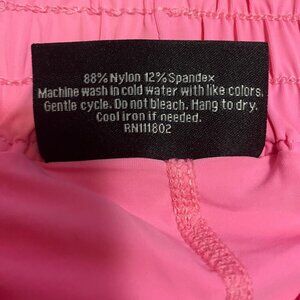 88% Nylon 12% Spandex
Machine wash in cold water with like colors.
Gentle cycle. Do not bleach. Hang to dry.
Cool iron if needed.
RN111802